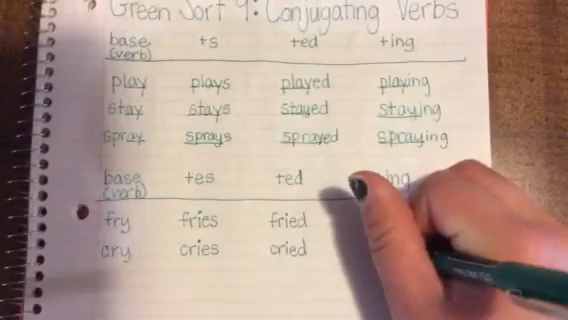 Green Sort 9: Conjugating Verbs
base +s +ed +ing
(verb)
play plays played playing
stay stays stayed staying
spray sprays sprayed spraying
base +es +ed ing
(verb)
fry fries fried
cry cries cried